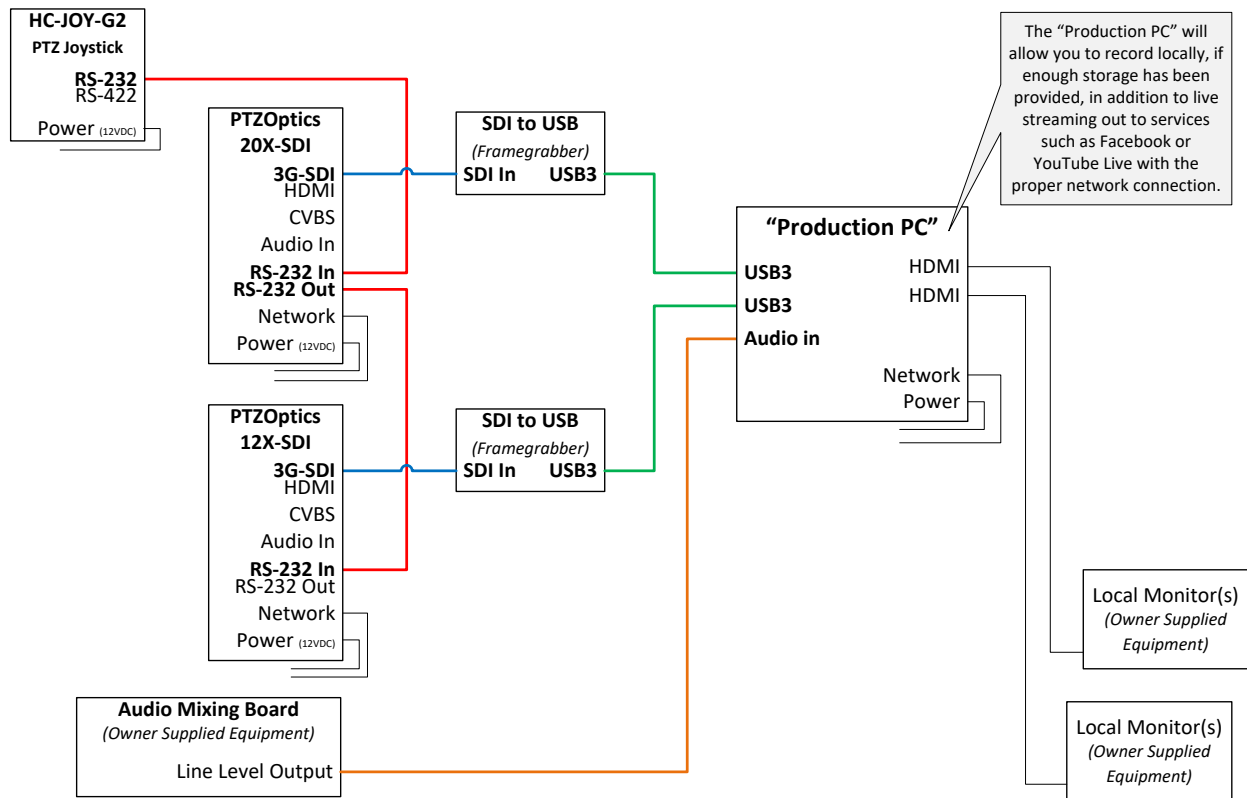 HC-JOY-G2
PTZ Joystick
RS-232
RS-422
Power (12VDC)
PTZOptics
20X-SDI
3G-SDI
HDMI
CVBS
Audio In
RS-232 In
RS-232 Out
Network
Power (12VDC)
SDI to USB
(Framegrabber)
SDI In USB3
The “Production PC” will
allow you to record locally, if
enough storage has been
provided, in addition to live
streaming out to services
such as Facebook or
YouTube Live with the
proper network connection.
“Production PC”
USB3
USB3
Audio in
HDMI
HDMI
Network
Power
PTZOptics
12X-SDI
3G-SDI
HDMI
CVBS
Audio In
RS-232 In
RS-232 Out
Network
Power (12VDC)
SDI to USB
(Framegrabber)
SDI In USB3
Local Monitor(s)
(Owner Supplied
Equipment)
Audio Mixing Board
(Owner Supplied Equipment)
Line Level Output
Local Monitor(s)
(Owner Supplied
Equipment)